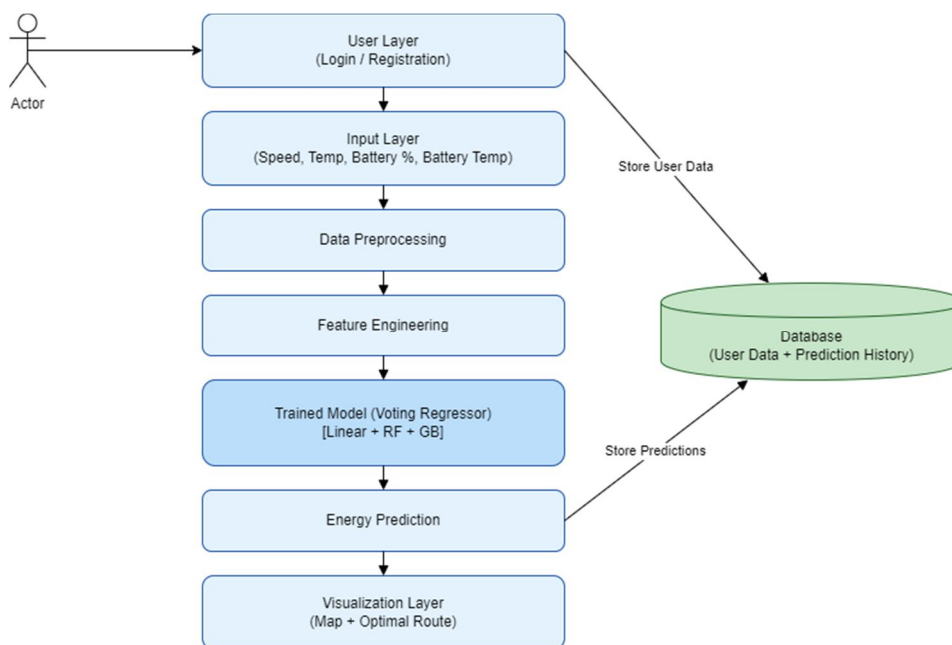 Actor
User Layer
(Login / Registration)
Input Layer
(Speed, Temp, Battery %, Battery Temp)
Store User Data
Data Preprocessing
Feature Engineering
Database
(User Data + Prediction History)
Trained Model (Voting Regressor)
[Linear + RF + GB]
Store Predictions
Energy Prediction
Visualization Layer
(Map + Optimal Route)